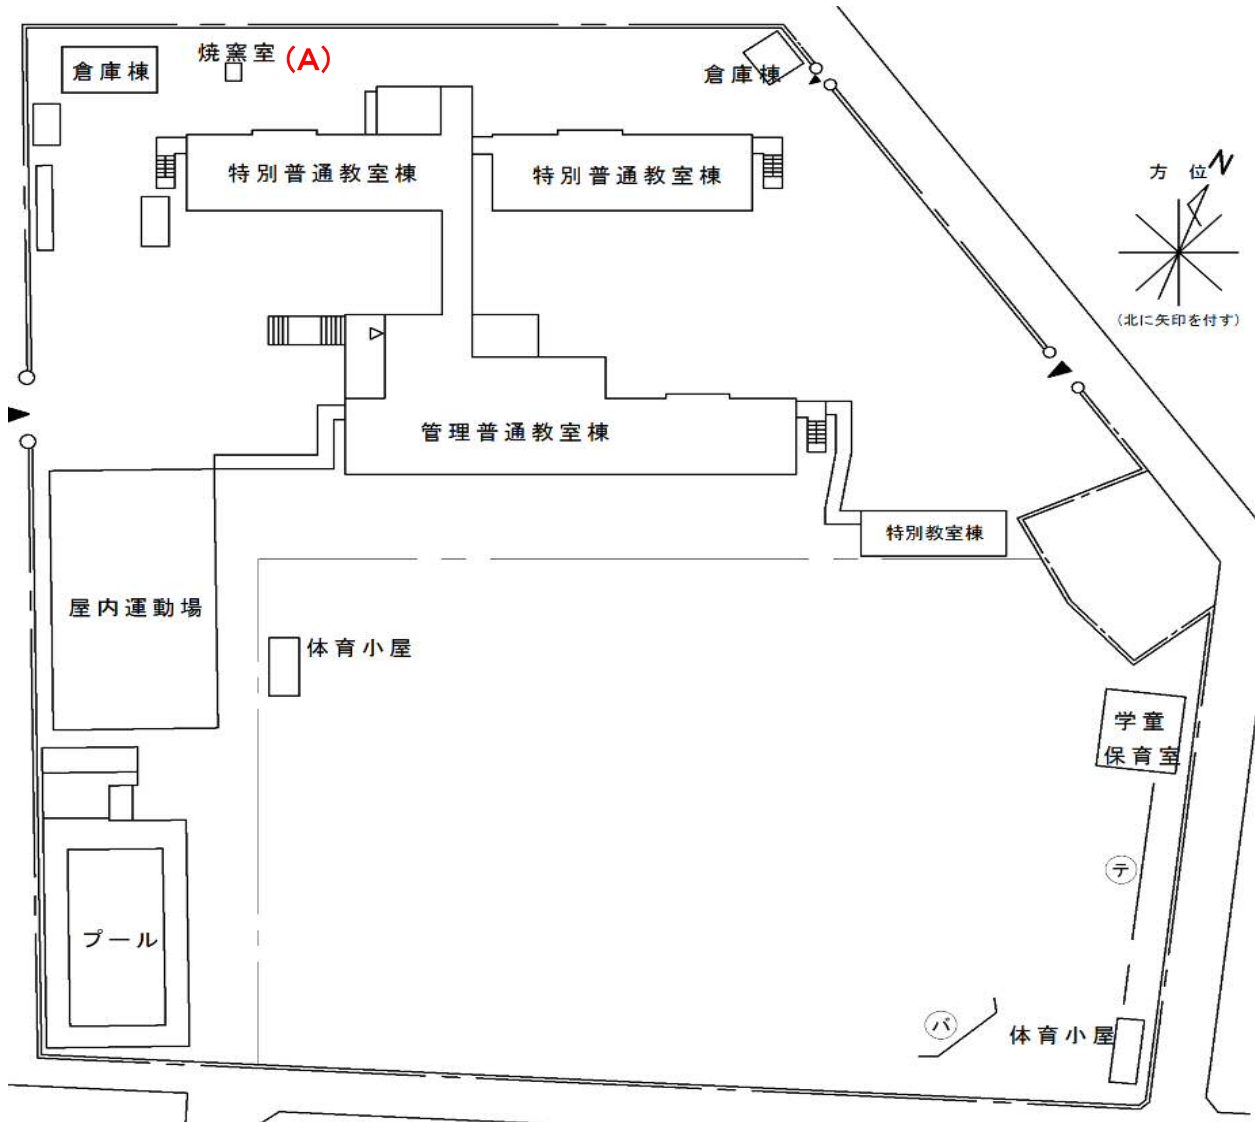 焼窯室 (A)
倉庫棟
倉庫棟
特別普通教室棟
特別普通教室棟
方位 N
(北に矢印を付す)
管理普通教室棟
特別教室棟
屋内運動場
体育小屋
学童
保育室
テ
プール
バ
体育小屋